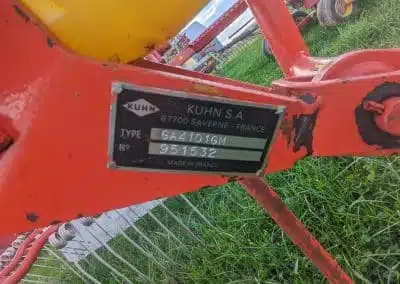 KUHN
KUHN S.A.
67700 SAVERNE - FRANCE
TYPE GA4101GM
N° 951532
MADE IN FRANCE